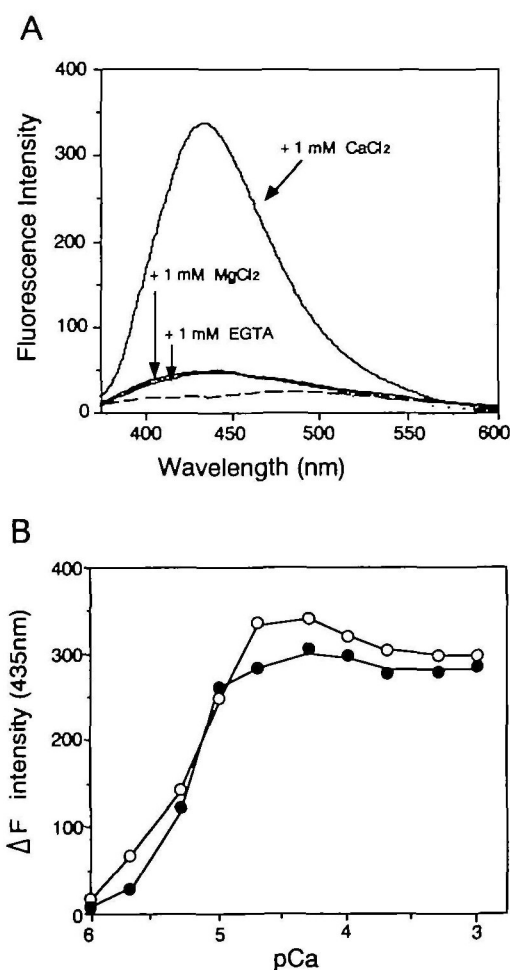 A
400
300
200
100
0
Fluorescence Intensity
+ 1 mM CaCl2
+ 1 mM MgCl2
+ 1 mM EGTA
400
450
500
550
600
Wavelength (nm)
B
400
300
200
100
0
ΔF intensity (435nm)
6
5
4
3
pCa